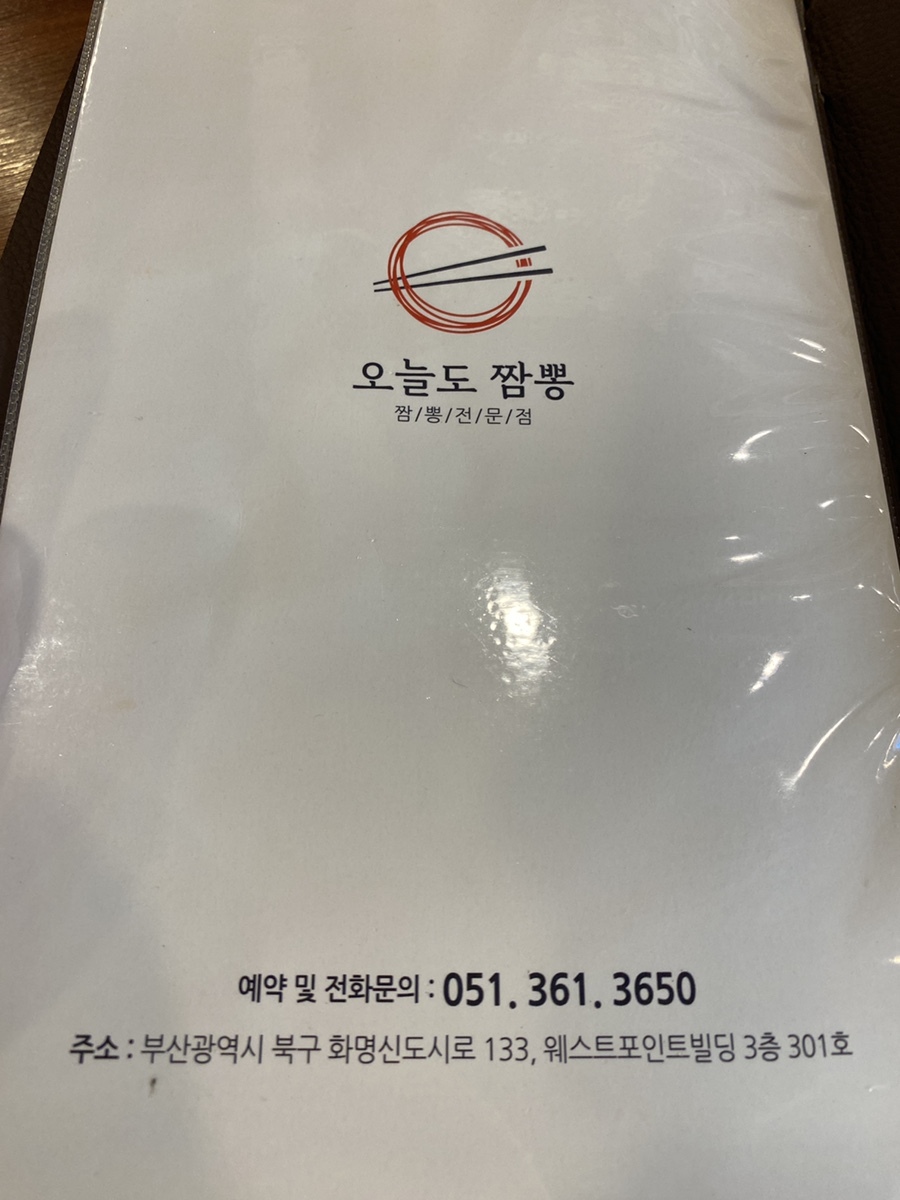 오늘도 짬뽕
짬/뽕/전/문/점
예약 및 전화문의 : 051. 361. 3650
주소 : 부산광역시 북구 화명신도시로 133, 웨스트포인트빌딩 3층 301호